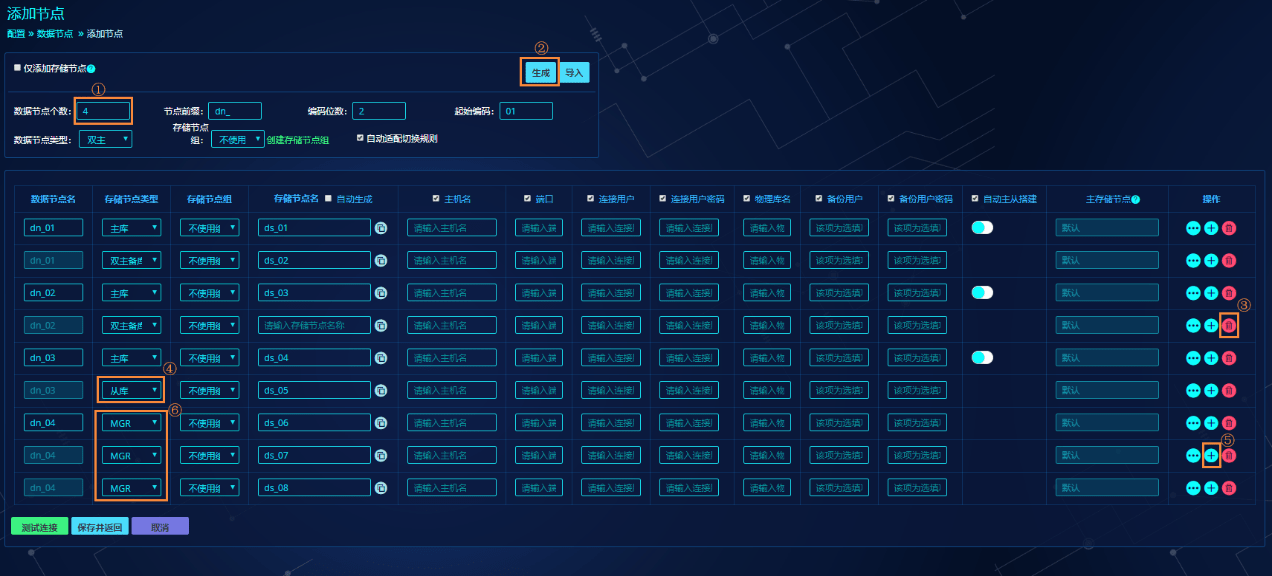 添加节点
配置 » 数据节点 » 添加节点
②
仅添加存储节点 ? 生成 导入
①
数据节点个数: 4 节点前缀: dn_ 编码位数: 2 起始编码: 01
数据节点类型: 双主 存储节点组: 不使用 创建存储节点组 自动适配切换规则
数据节点名 存储节点类型 存储节点组 存储节点名 自动生成 主机名 端口 连接用户 连接用户密码 物理库名 备份用户 备份用户密码 自动主从搭建 主存储节点 ? 操作
dn_01 主库 不使用 ds_01 请输入主机名 请输入 请输入连接 请输入连接 请输入物 该项为选填 该项为选填 默认
dn_01 双主备库 不使用 ds_02 请输入主机名 请输入 请输入连接 请输入连接 请输入物 该项为选填 该项为选填 默认
dn_02 主库 不使用 ds_03 请输入主机名 请输入 请输入连接 请输入连接 请输入物 该项为选填 该项为选填 默认
③
dn_02 双主备库 不使用 请输入存储节点名称 请输入主机名 请输入 请输入连接 请输入连接 请输入物 该项为选填 该项为选填 默认
dn_03 主库 不使用 ds_04 请输入主机名 请输入 请输入连接 请输入连接 请输入物 该项为选填 该项为选填 默认
④
dn_03 从库 不使用 ds_05 请输入主机名 请输入 请输入连接 请输入连接 请输入物 该项为选填 该项为选填 默认
⑥
dn_04 MGR 不使用 ds_06 请输入主机名 请输入 请输入连接 请输入连接 请输入物 该项为选填 该项为选填 默认
⑤
dn_04 MGR 不使用 ds_07 请输入主机名 请输入 请输入连接 请输入连接 请输入物 该项为选填 该项为选填 默认
dn_04 MGR 不使用 ds_08 请输入主机名 请输入 请输入连接 请输入连接 请输入物 该项为选填 该项为选填 默认
测试连接 保存并返回 取消